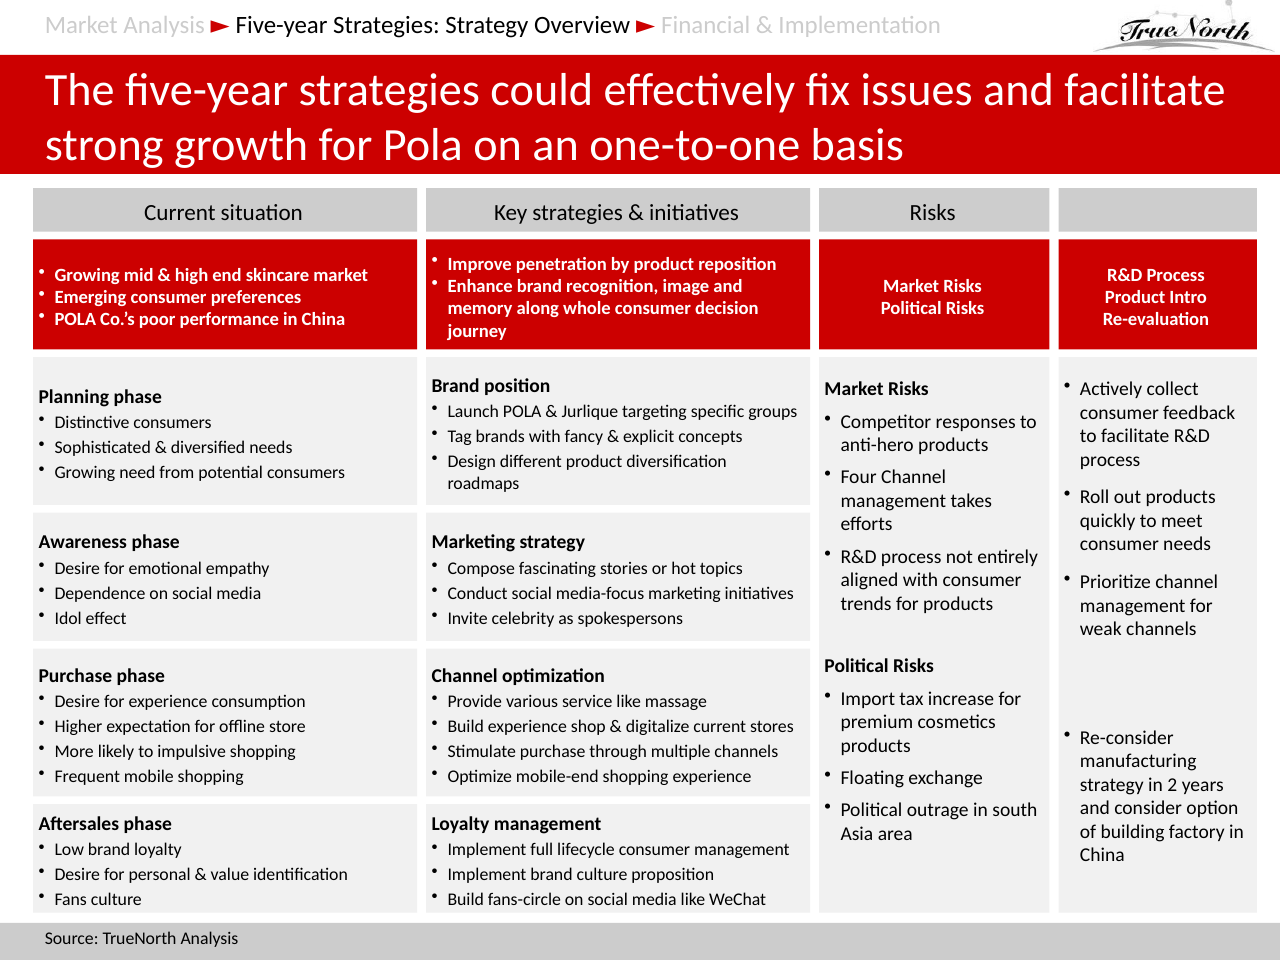 Market Analysis ► Five-year Strategies: Strategy Overview ► Financial & Implementation
TrueNorth
The five-year strategies could effectively fix issues and facilitate
strong growth for Pola on an one-to-one basis
Current situation
• Growing mid & high end skincare market
• Emerging consumer preferences
• POLA Co.’s poor performance in China
Planning phase
• Distinctive consumers
• Sophisticated & diversified needs
• Growing need from potential consumers
Awareness phase
• Desire for emotional empathy
• Dependence on social media
• Idol effect
Purchase phase
• Desire for experience consumption
• Higher expectation for offline store
• More likely to impulsive shopping
• Frequent mobile shopping
Aftersales phase
• Low brand loyalty
• Desire for personal & value identification
• Fans culture
Key strategies & initiatives
• Improve penetration by product reposition
• Enhance brand recognition, image and
memory along whole consumer decision
journey
Brand position
• Launch POLA & Jurlique targeting specific groups
• Tag brands with fancy & explicit concepts
• Design different product diversification
roadmaps
Marketing strategy
• Compose fascinating stories or hot topics
• Conduct social media-focus marketing initiatives
• Invite celebrity as spokespersons
Channel optimization
• Provide various service like massage
• Build experience shop & digitalize current stores
• Stimulate purchase through multiple channels
• Optimize mobile-end shopping experience
Loyalty management
• Implement full lifecycle consumer management
• Implement brand culture proposition
• Build fans-circle on social media like WeChat
Risks
Market Risks
Political Risks
Market Risks
• Competitor responses to
anti-hero products
• Four Channel
management takes
efforts
• R&D process not entirely
aligned with consumer
trends for products
Political Risks
• Import tax increase for
premium cosmetics
products
• Floating exchange
• Political outrage in south
Asia area
R&D Process
Product Intro
Re-evaluation
• Actively collect
consumer feedback
to facilitate R&D
process
• Roll out products
quickly to meet
consumer needs
• Prioritize channel
management for
weak channels
• Re-consider
manufacturing
strategy in 2 years
and consider option
of building factory in
China
Source: TrueNorth Analysis